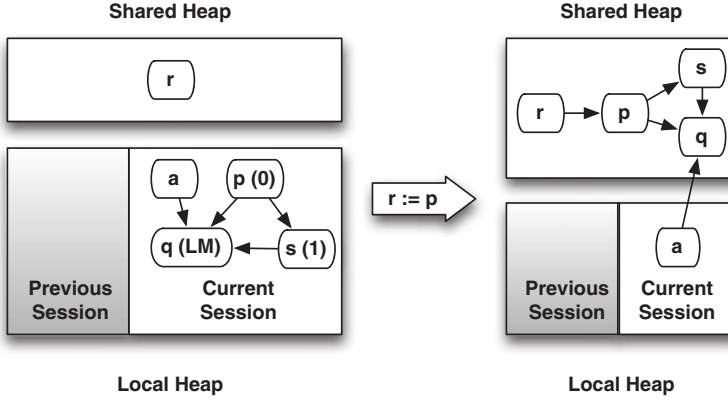 Shared Heap
r
a
p (0)
q (LM)
s (1)
Previous
Session
Current
Session
Local Heap
r := p
Shared Heap
s
r
p
q
a
Previous
Session
Current
Session
Local Heap